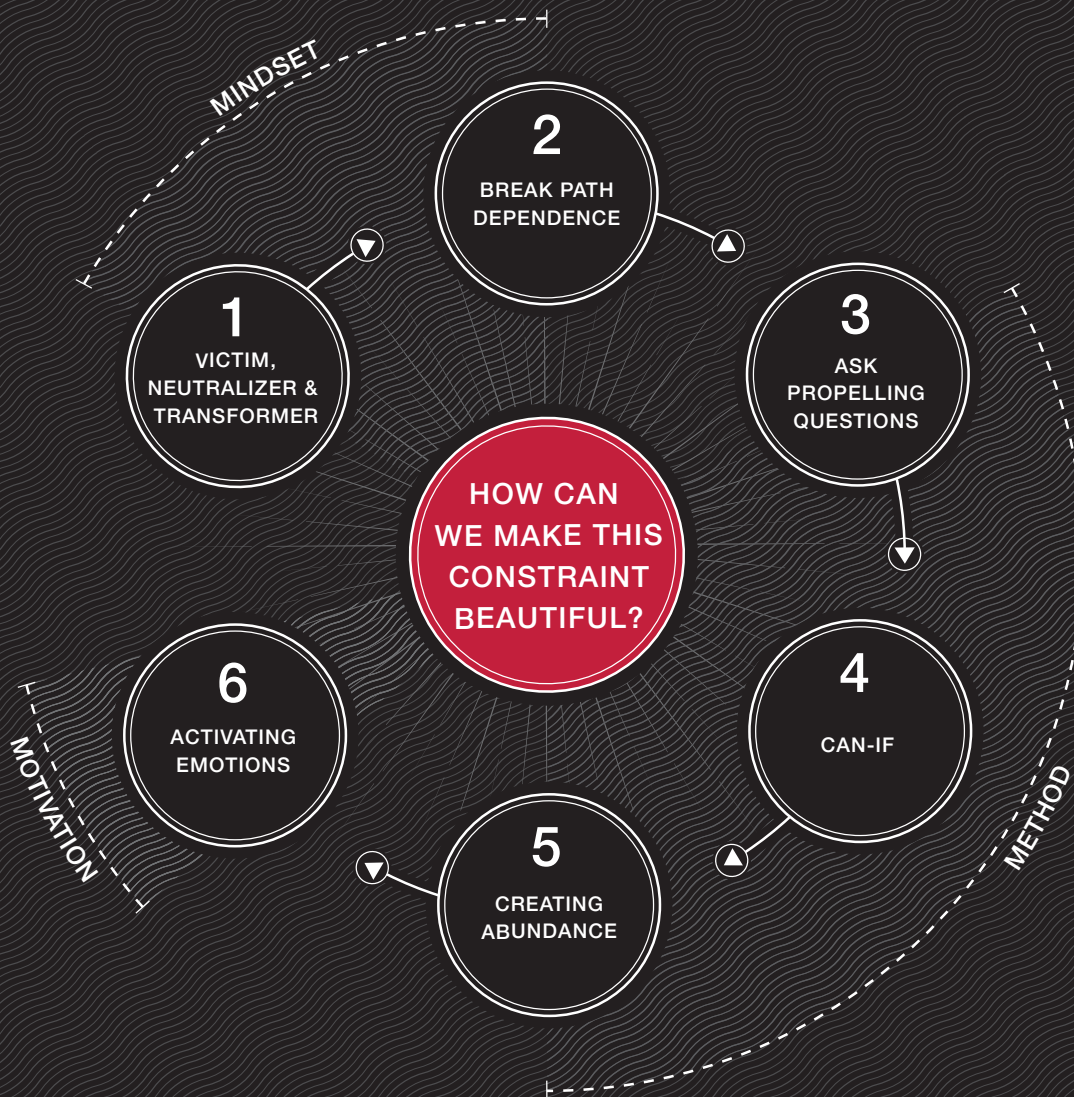 MINDSET
1
VICTIM,
NEUTRALIZER &
TRANSFORMER
2
BREAK PATH
DEPENDENCE
3
ASK
PROPELLING
QUESTIONS
HOW CAN
WE MAKE THIS
CONSTRAINT
BEAUTIFUL?
4
CAN-IF
METHOD
5
CREATING
ABUNDANCE
6
ACTIVATING
EMOTIONS
MOTIVATION